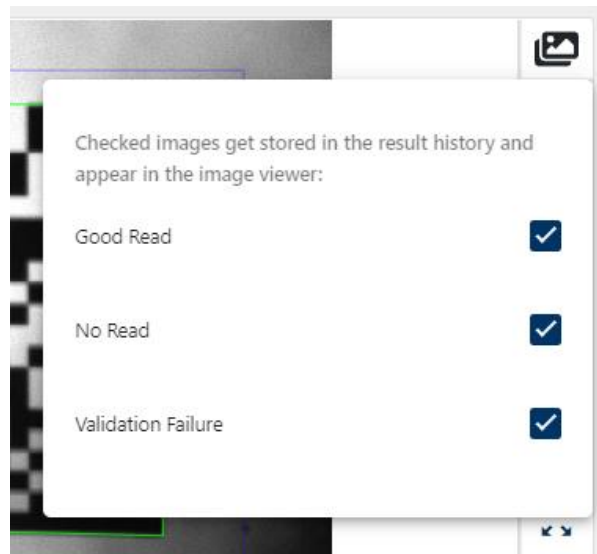 Checked images get stored in the result history and
appear in the image viewer:
Good Read
No Read
Validation Failure